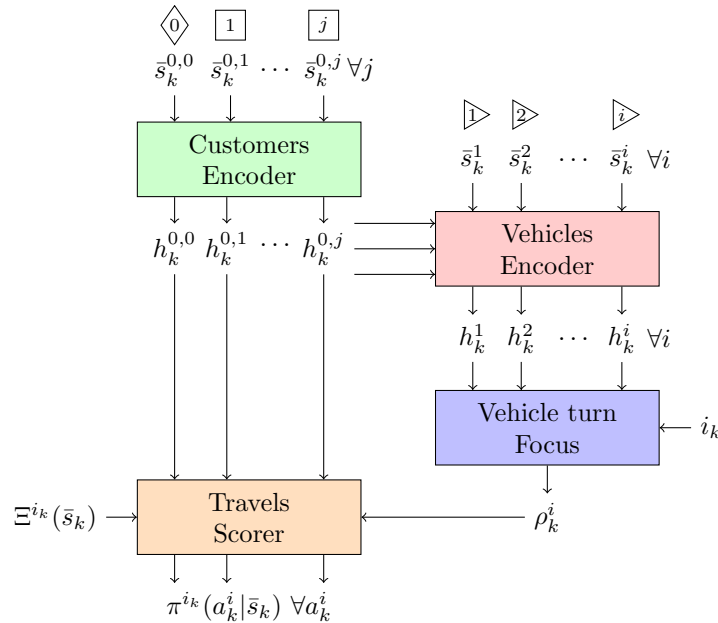 0 1 j
s̄_k^{0,0} s̄_k^{0,1} ⋯ s̄_k^{0,j} ∀j
Customers
Encoder
1 2 i
s̄_k^1 s̄_k^2 ⋯ s̄_k^i ∀i
h_k^{0,0} h_k^{0,1} ⋯ h_k^{0,j}
Vehicles
Encoder
h_k^1 h_k^2 ⋯ h_k^i ∀i
Vehicle turn
Focus
i_k
Travels
Scorer
Ξ^{i_k}(s̄_k)
ρ_k^i
π^{i_k}(a_k^i|s̄_k) ∀a_k^i